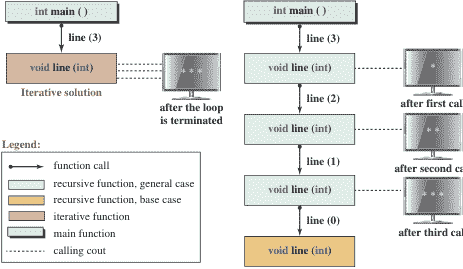 int main ( )
line (3)
void line (int)
Iterative solution
* * *
after the loop
is terminated
Legend:
function call
recursive function, general case
recursive function, base case
iterative function
main function
calling cout
int main ( )
line (3)
void line (int)
*
after first cal
line (2)
void line (int)
* *
after second ca
line (1)
void line (int)
* * *
after third cal
line (0)
void line (int)